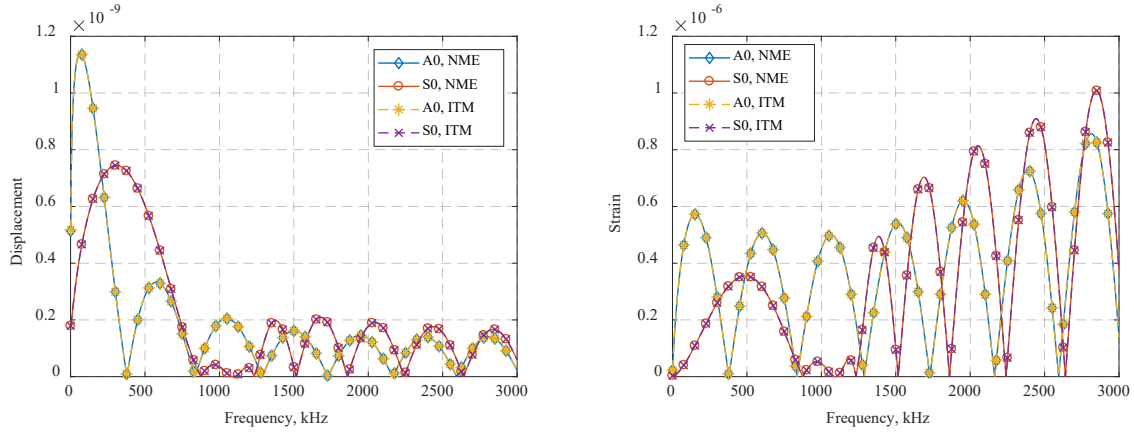 × 10 -9
1.2
1
0.8
0.6
0.4
0.2
0
Displacement
A0, NME
S0, NME
A0, ITM
S0, ITM
0 500 1000 1500 2000 2500 3000
Frequency, kHz
× 10 -6
1.2
1
0.8
0.6
0.4
0.2
0
Strain
A0, NME
S0, NME
A0, ITM
S0, ITM
0 500 1000 1500 2000 2500 3000
Frequency, kHz